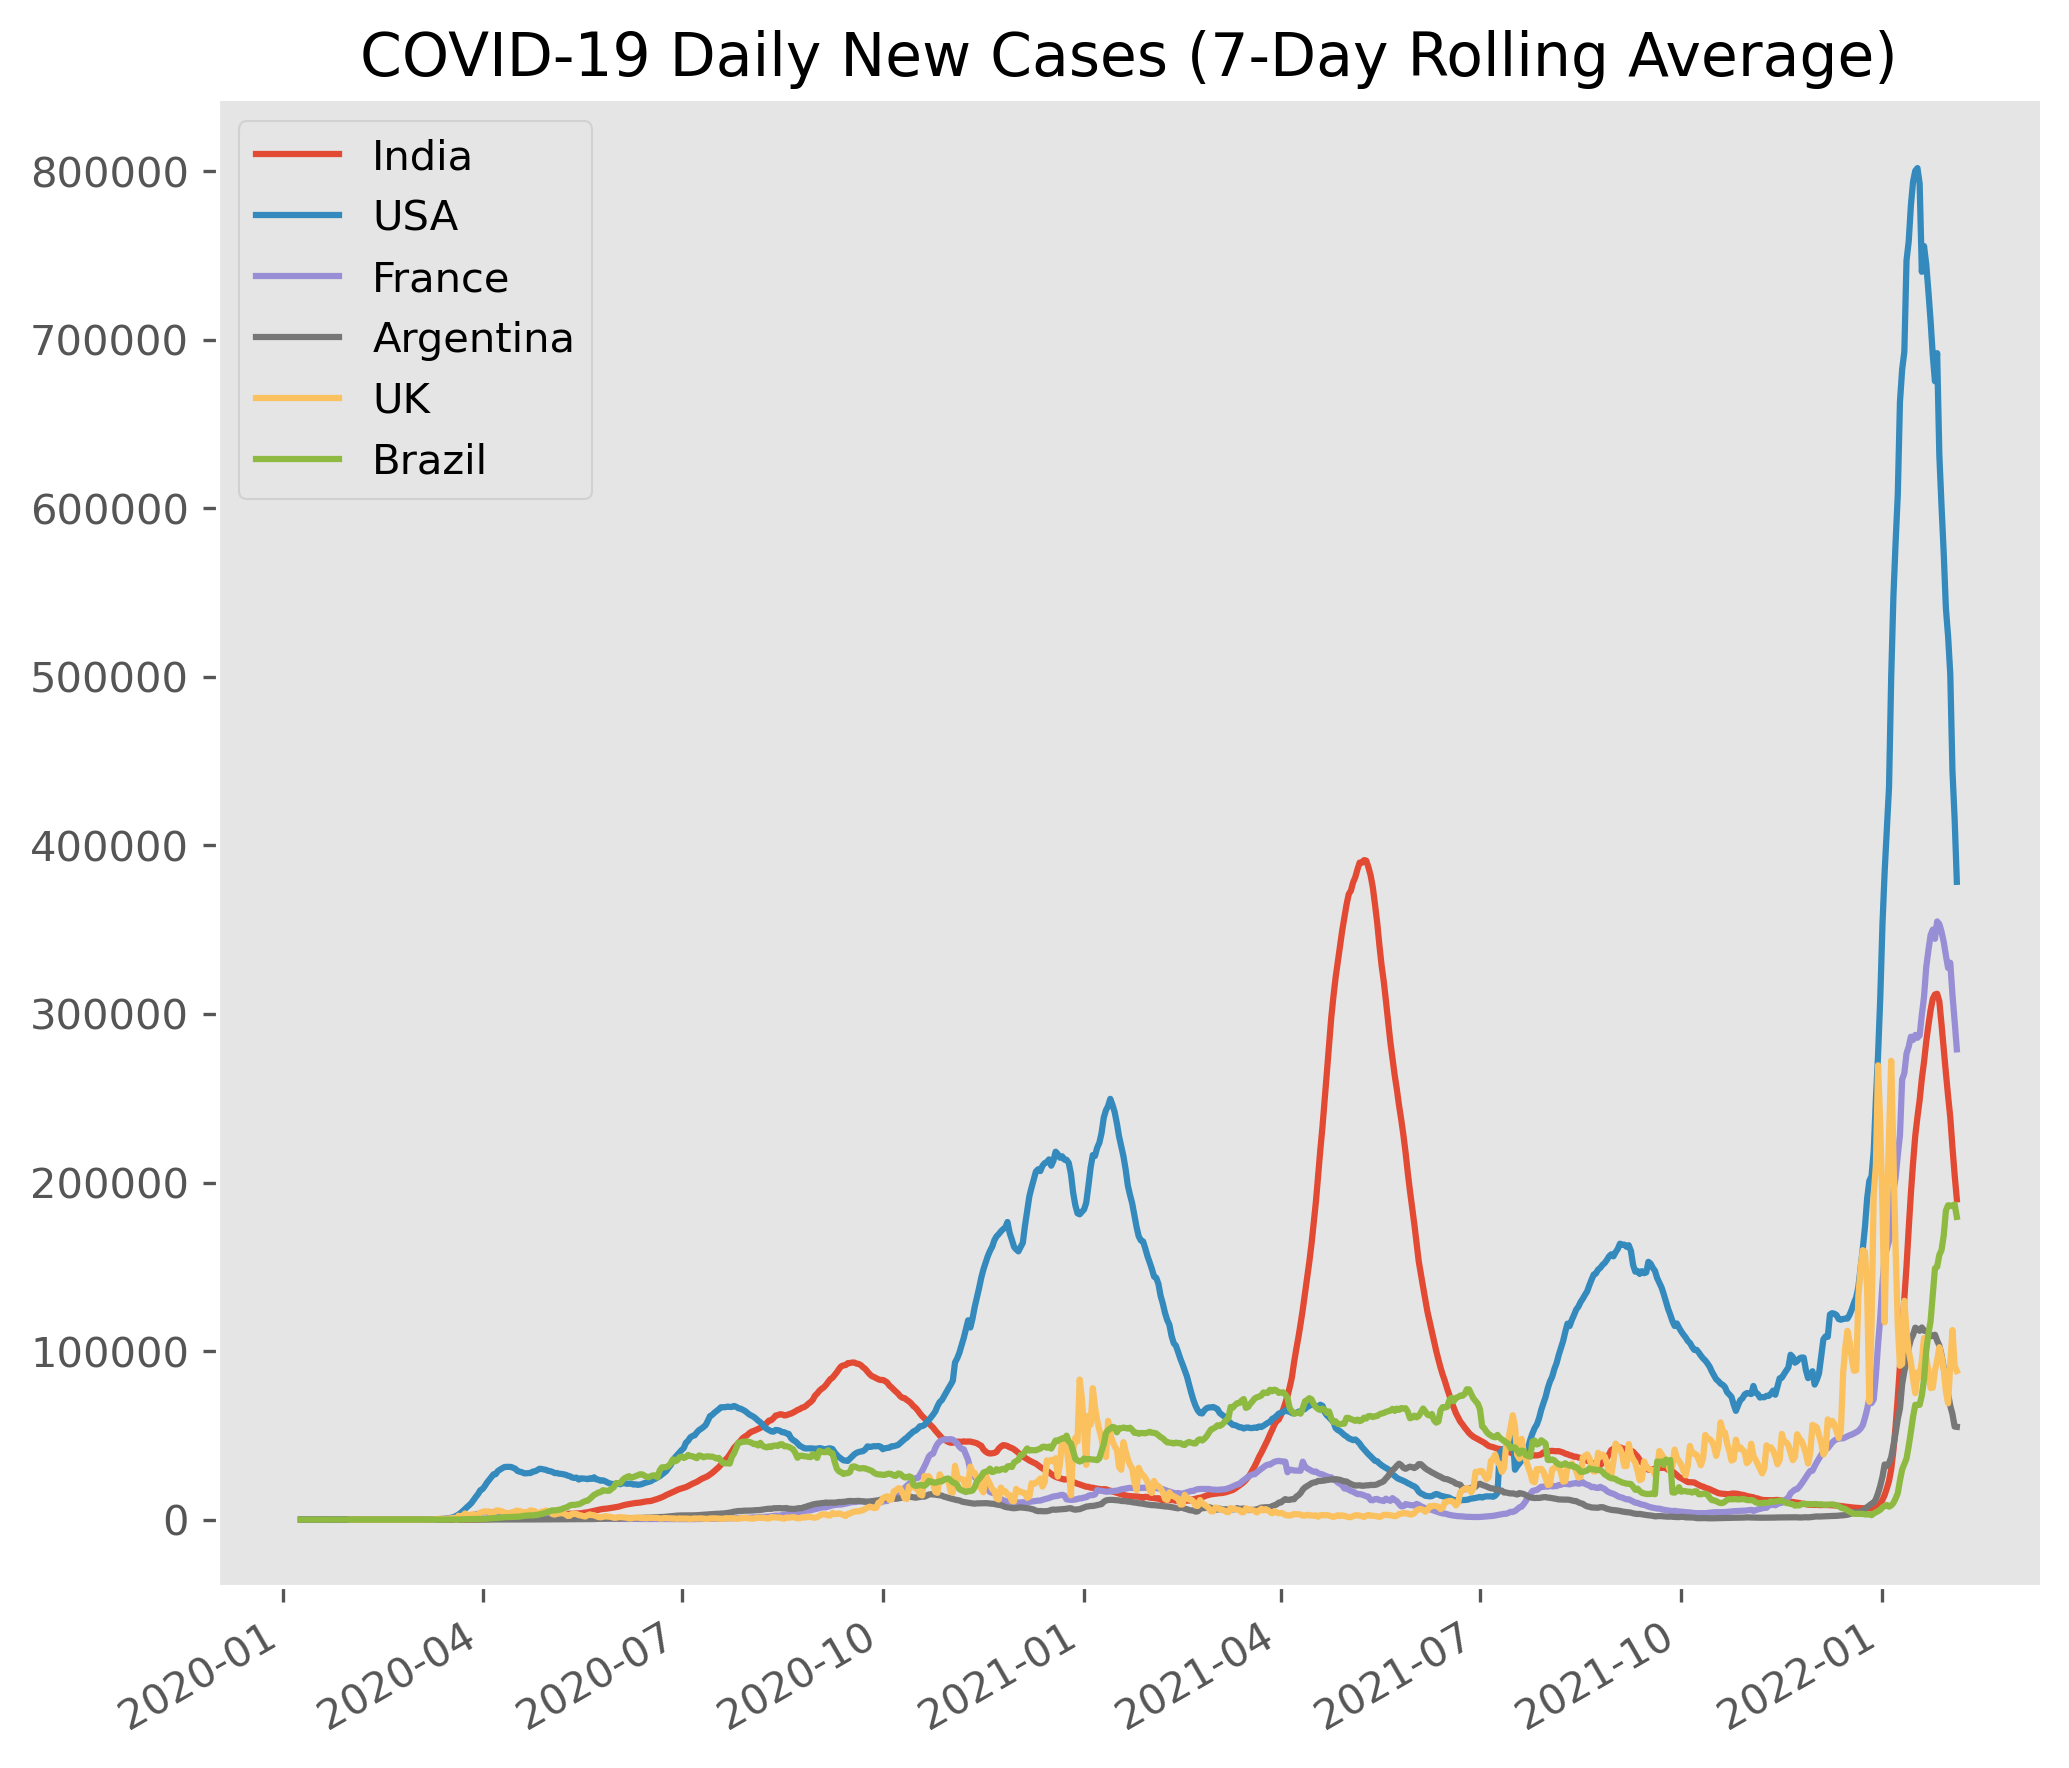 COVID-19 Daily New Cases (7-Day Rolling Average)
India
USA
France
Argentina
UK
Brazil
800000
700000
600000
500000
400000
300000
200000
100000
0
2020-01
2020-04
2020-07
2020-10
2021-01
2021-04
2021-07
2021-10
2022-01